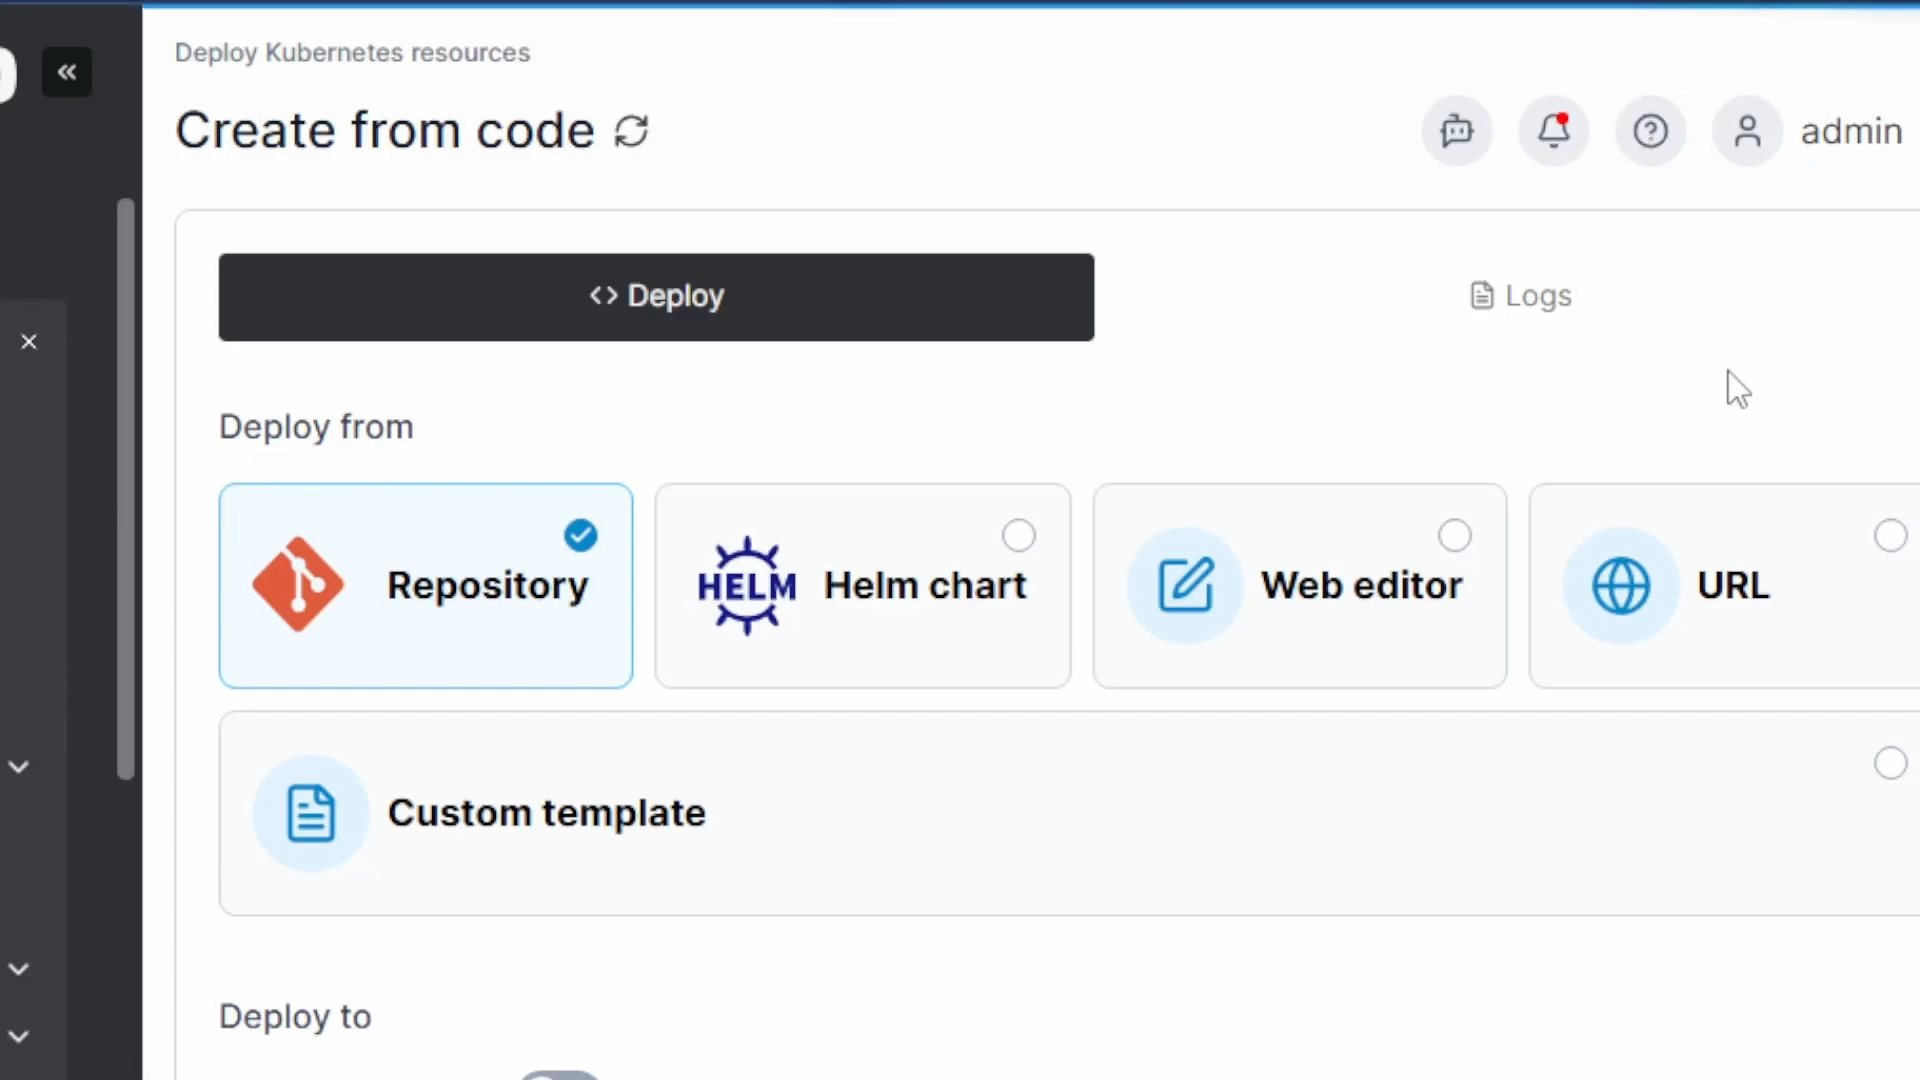 Deploy Kubernetes resources
Create from code
admin
Deploy
Logs
Deploy from
Repository
HELM
Helm chart
Web editor
URL
Custom template
Deploy to